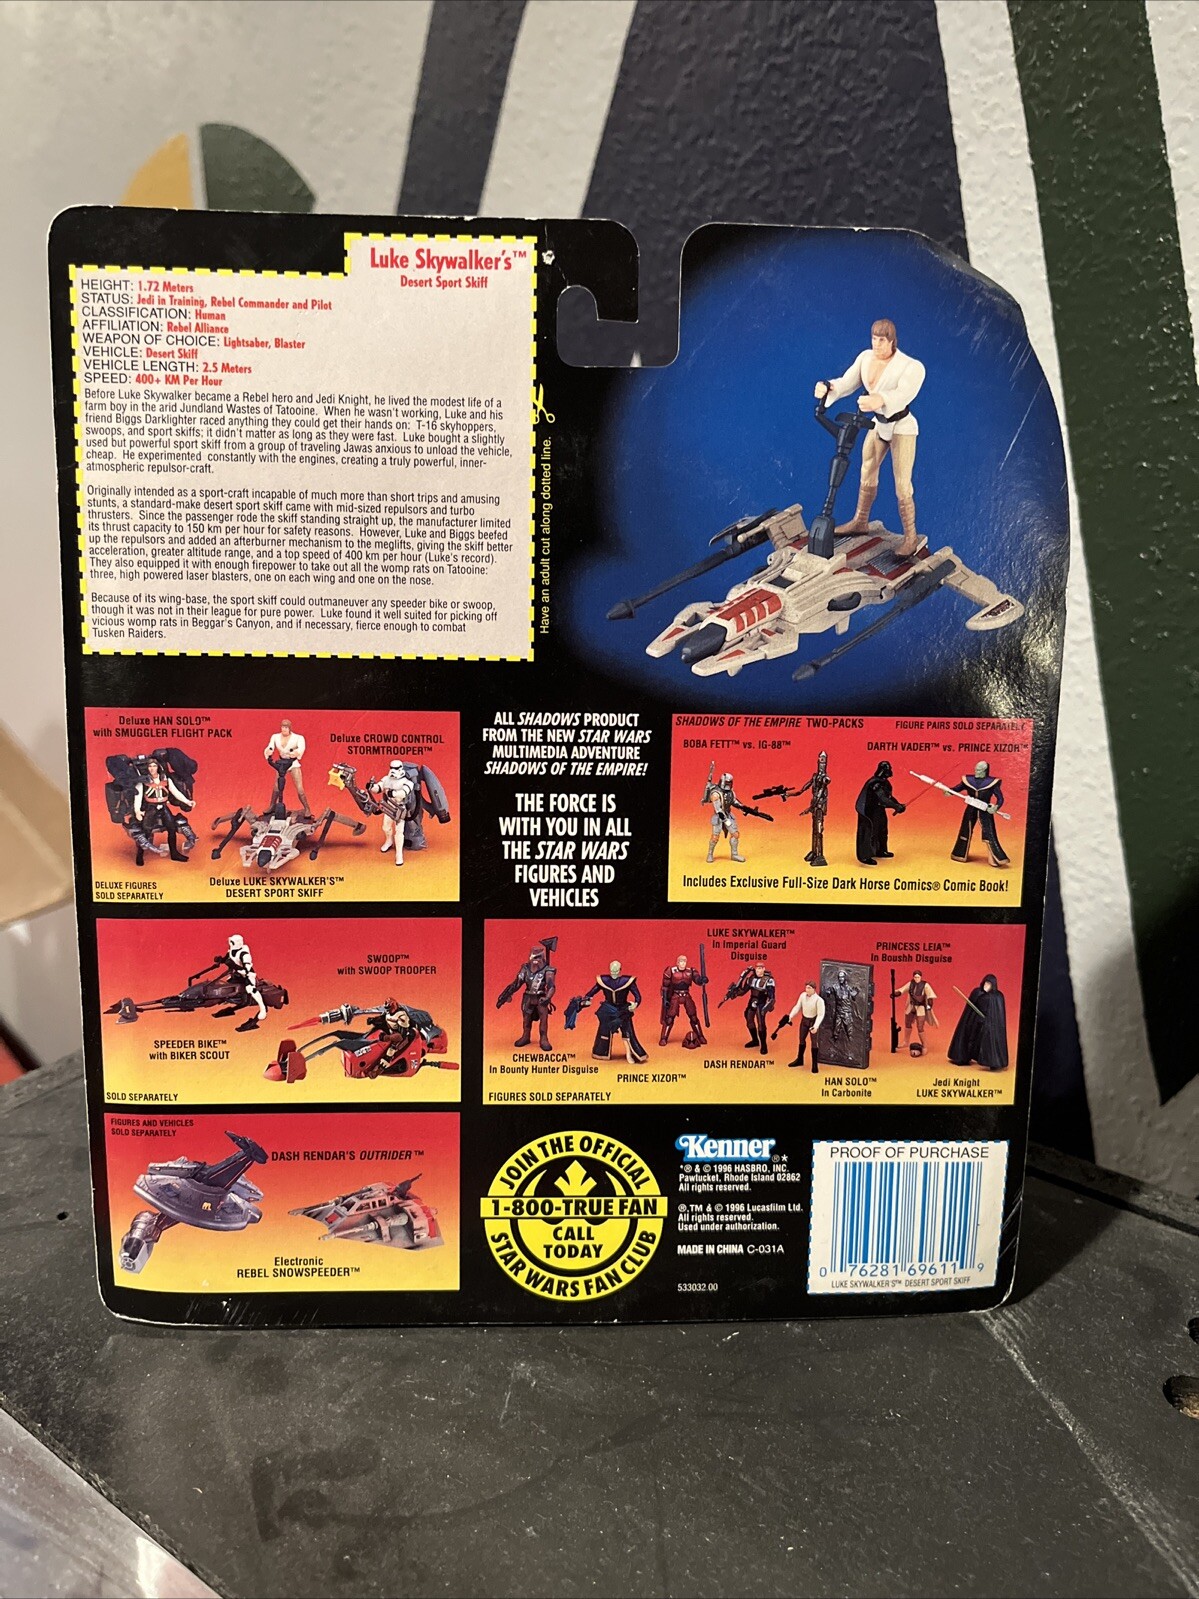 Luke Skywalker's™
Desert Sport Skiff
HEIGHT: 1.72 Meters
STATUS: Jedi in Training, Rebel Commander and Pilot
CLASSIFICATION: Human
AFFILIATION: Rebel Alliance
WEAPON OF CHOICE: Lightsaber, Blaster
VEHICLE: Desert Skiff
VEHICLE LENGTH: 2.5 Meters
SPEED: 400+ KM Per Hour
Before Luke Skywalker became a Rebel hero and Jedi Knight, he lived the modest life of a
farm boy in the arid Jundland Wastes of Tatooine. When he wasn't working, Luke and his
friend Biggs Darklighter raced anything they could get their hands on: T-16 skyhoppers,
swoops, and sport skiffs; it didn't matter as long as they were fast. Luke bought a slightly
used but powerful sport skiff from a group of traveling Jawas anxious to unload the vehicle,
cheap. He experimented constantly with the engines, creating a truly powerful, inner-
atmospheric repulsor-craft.
Originally intended as a sport-craft incapable of much more than short trips and amusing
stunts, a standard-make desert sport skiff came with mid-sized repulsors and turbo
thrusters. Since the passenger rode the skiff standing straight up, the manufacturer limited
its thrust capacity to 150 km per hour for safety reasons. However, Luke and Biggs beefed
up the repulsors and added an afterburner mechanism to the meglifts, giving the skiff better
acceleration, greater altitude range, and a top speed of 400 km per hour (Luke's record).
They also equipped it with enough firepower to take out all the womp rats on Tatooine:
three, high powered laser blasters, one on each wing and one on the nose.
Because of its wing-base, the sport skiff could outmaneuver any speeder bike or swoop,
though it was not in their league for pure power. Luke found it well suited for picking off
vicious womp rats in Beggar's Canyon, and if necessary, fierce enough to combat
Tusken Raiders.
Have an adult cut along dotted line.
Deluxe HAN SOLO™
with SMUGGLER FLIGHT PACK
Deluxe CROWD CONTROL
STORMTROOPER™
DELUXE FIGURES
SOLD SEPARATELY
Deluxe LUKE SKYWALKER'S™
DESERT SPORT SKIFF
ALL SHADOWS PRODUCT
FROM THE NEW STAR WARS
MULTIMEDIA ADVENTURE
SHADOWS OF THE EMPIRE!
THE FORCE IS
WITH YOU IN ALL
THE STAR WARS
FIGURES AND
VEHICLES
SHADOWS OF THE EMPIRE TWO-PACKS
FIGURE PAIRS SOLD SEPARATELY
BOBA FETT™ vs. IG-88™
DARTH VADER™ vs. PRINCE XIZOR™
Includes Exclusive Full-Size Dark Horse Comics® Comic Book!
SWOOP™
with SWOOP TROOPER
SPEEDER BIKE™
with BIKER SCOUT
SOLD SEPARATELY
LUKE SKYWALKER™
In Imperial Guard
Disguise
PRINCESS LEIA™
In Boushh Disguise
CHEWBACCA™
In Bounty Hunter Disguise
PRINCE XIZOR™
DASH RENDAR™
HAN SOLO™
In Carbonite
Jedi Knight
LUKE SKYWALKER™
FIGURES SOLD SEPARATELY
FIGURES AND VEHICLES
SOLD SEPARATELY
DASH RENDAR'S OUTRIDER™
Electronic
REBEL SNOWSPEEDER™
JOIN THE OFFICIAL
1-800-TRUE FAN
CALL
TODAY
STAR WARS FAN CLUB
Kenner®*
*® & © 1996 HASBRO, INC.
Pawtucket, Rhode Island 02862
All rights reserved.
®,TM & © 1996 Lucasfilm Ltd.
All rights reserved.
Used under authorization.
MADE IN CHINA C-031A
533032.00
PROOF OF PURCHASE
0 76281 69611 9
LUKE SKYWALKER'S™ DESERT SPORT SKIFF